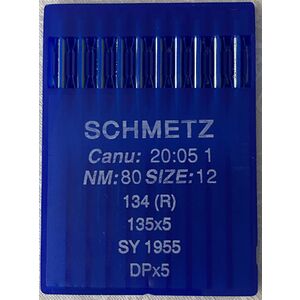 SCHMETZ
Canu: 20:05 1
NM:80 SIZE:12
134 (R)
135x5
SY 1955
DPx5